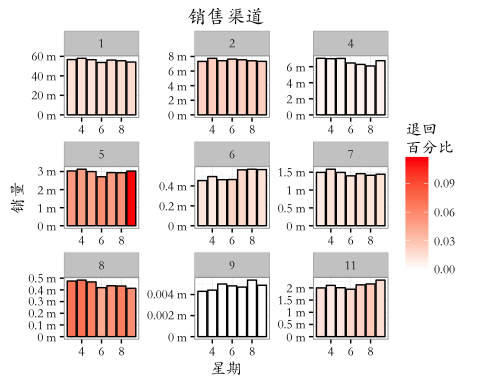 销售渠道
1 2 4
60 m 8 m
40 m 6 m 6 m
4 m 4 m
20 m 2 m 2 m
0 m 0 m 0 m
4 6 8 4 6 8 4 6 8
退回
百分比
0.09
0.06
0.03
0.00
5 6 7
3 m 1.5 m
2 m 0.4 m 1 m
1 m 0.2 m 0.5 m
0 m 0 m 0 m
4 6 8 4 6 8 4 6 8
销量
8 9 11
0.5 m
0.4 m 0.004 m 2 m
0.3 m 1.5 m
0.2 m 0.002 m 1 m
0.1 m 0.5 m
0 m 0 m 0 m
4 6 8 4 6 8 4 6 8
星期